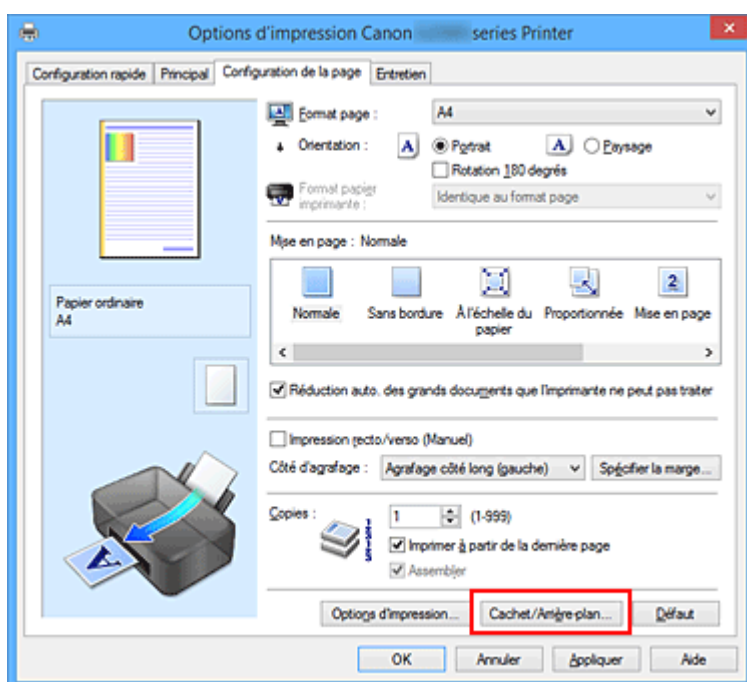 Options d'impression Canon series Printer
Configuration rapide Principal Configuration de la page Entretien
Format page : A4
Orientation : A Portrait A Paysage
Rotation 180 degrés
Format papier imprimante : Identique au format page
Mise en page : Normale
2
Normale Sans bordure À l'échelle du papier Proportionnée Mise en page
Papier ordinaire
A4
Réduction auto. des grands documents que l'imprimante ne peut pas traiter
Impression recto/verso (Manuel)
Côté d'agrafage : Agrafage côté long (gauche) Spécifier la marge...
Copies : 1 (1-999)
Imprimer à partir de la dernière page
Assembler
A
Options d'impression... Cachet/Arrière-plan... Défaut
OK Annuler Appliquer Aide